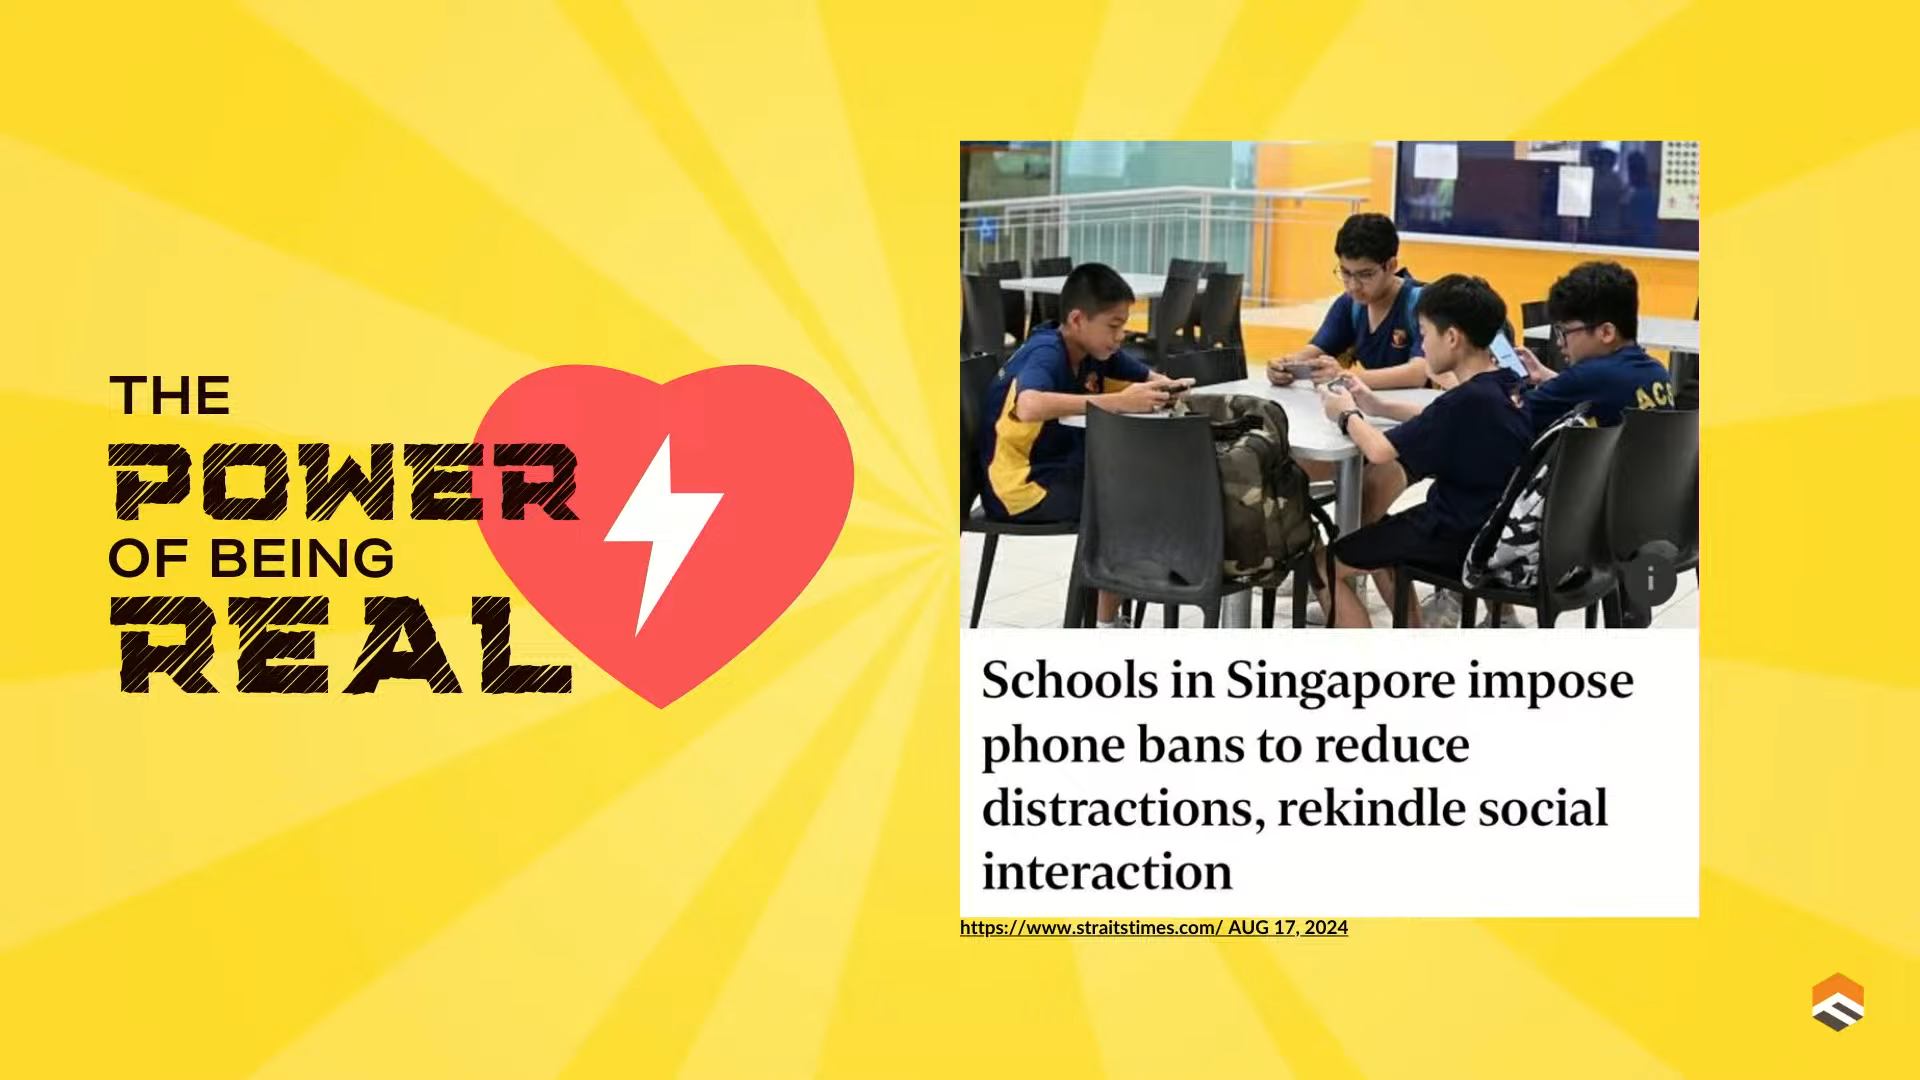 THE
POWER
OF BEING
REAL
Schools in Singapore impose
phone bans to reduce
distractions, rekindle social
interaction
https://www.straitstimes.com/ AUG 17, 2024